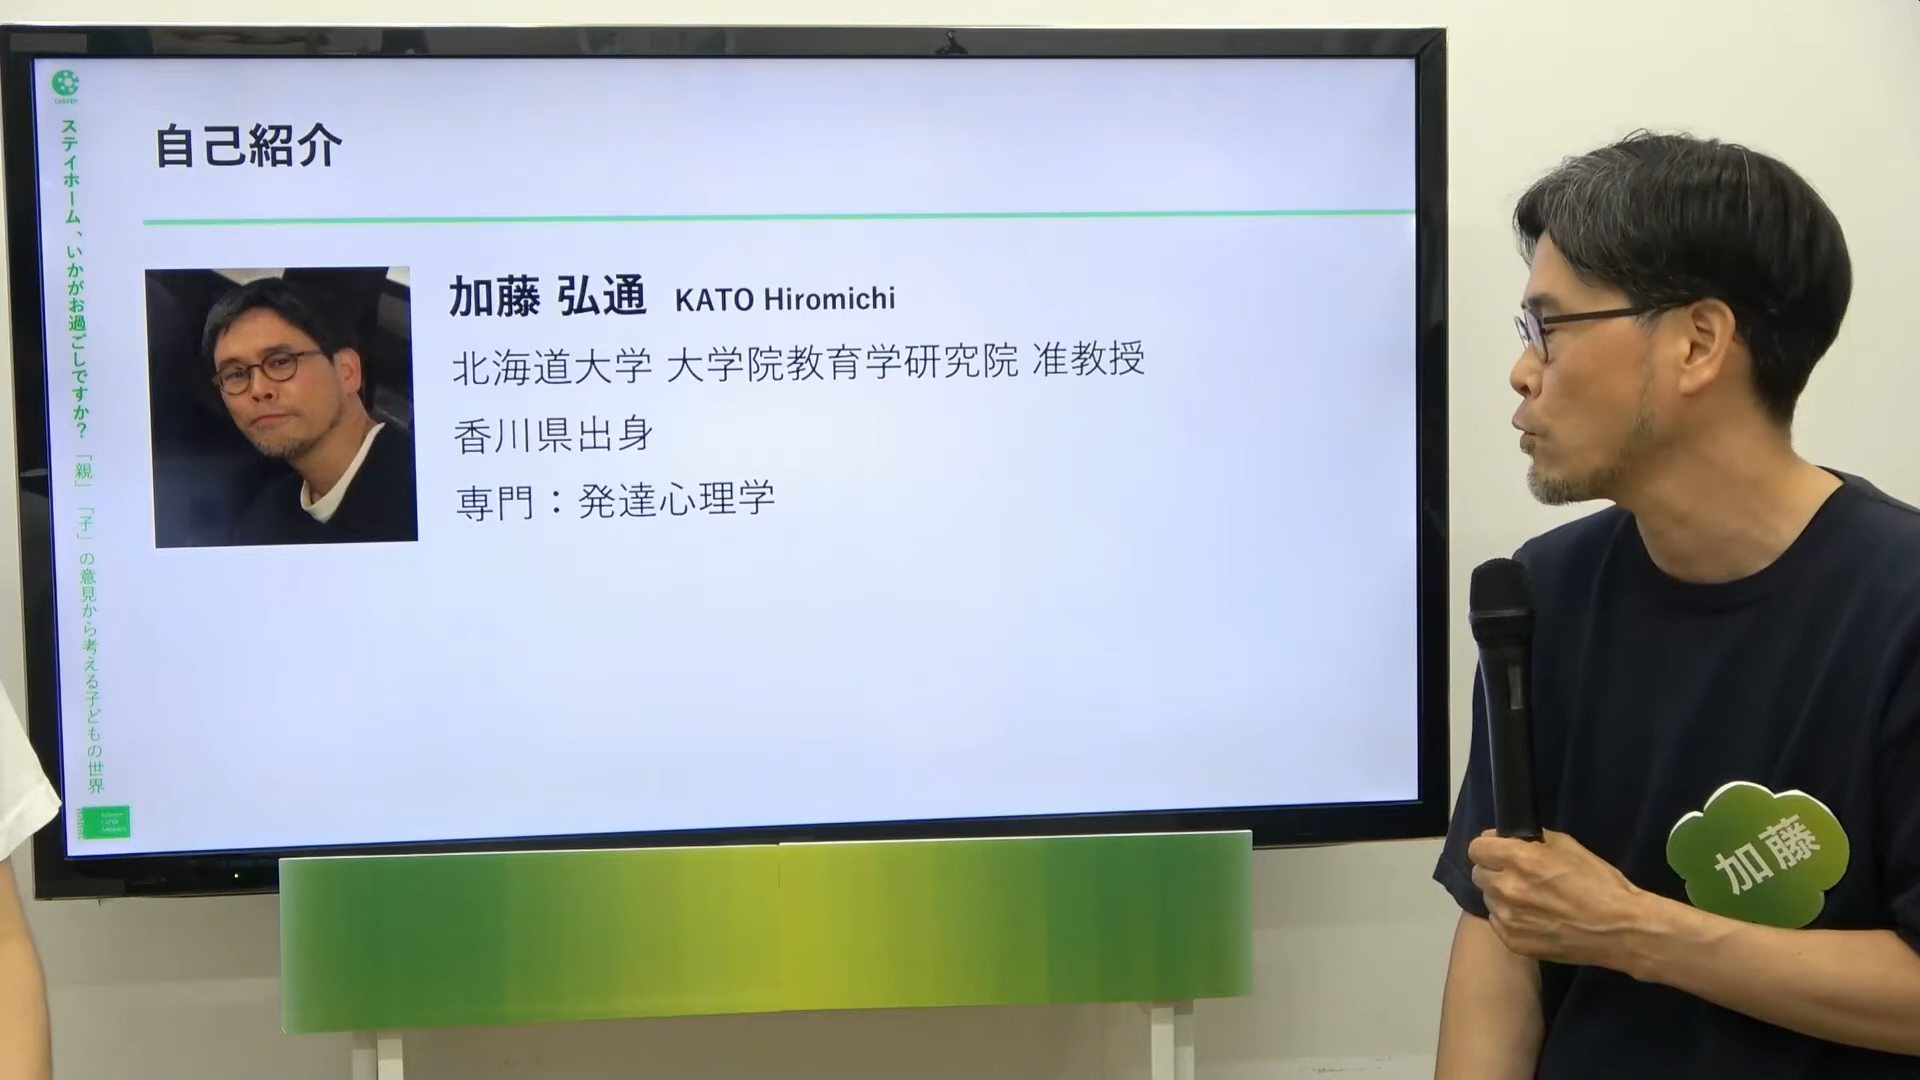 CoSTEP
ステイホーム、いかがお過ごしですか？「親」「子」の意見から考える子どもの世界
自己紹介
加藤 弘通 KATO Hiromichi
北海道大学 大学院教育学研究院 准教授
香川県出身
専門：発達心理学
加藤